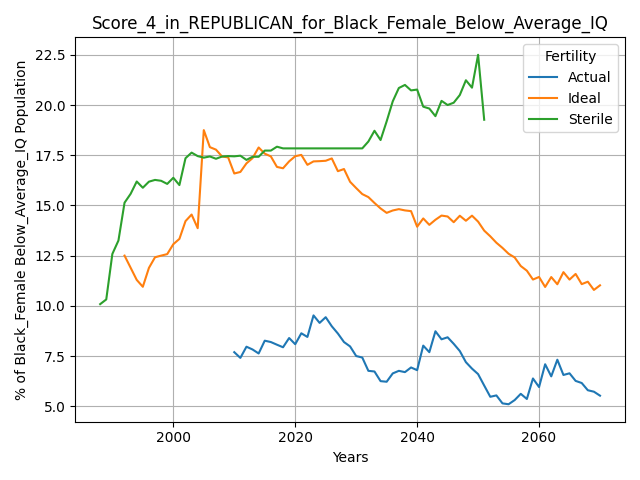 Score_4_in_REPUBLICAN_for_Black_Female_Below_Average_IQ
% of Black_Female Below_Average_IQ Population
22.5
20.0
17.5
15.0
12.5
10.0
7.5
5.0
Fertility
Actual
Ideal
Sterile
2000
2020
2040
2060
Years